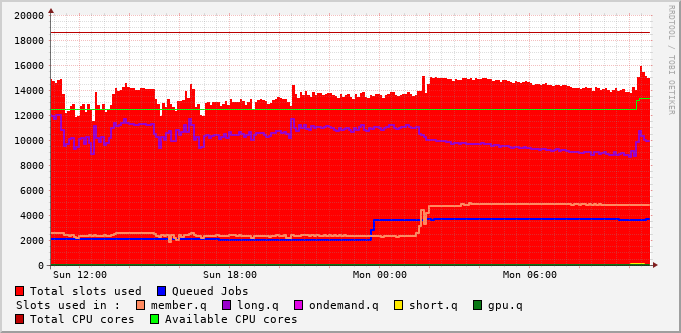 20000
18000
16000
14000
12000
10000
8000
6000
4000
2000
0
Sun 12:00 Sun 18:00 Mon 00:00 Mon 06:00
RRDTOOL / TOBI OETIKER
Total slots used Queued Jobs
Slots used in : member.q long.q ondemand.q short.q gpu.q
Total CPU cores Available CPU cores